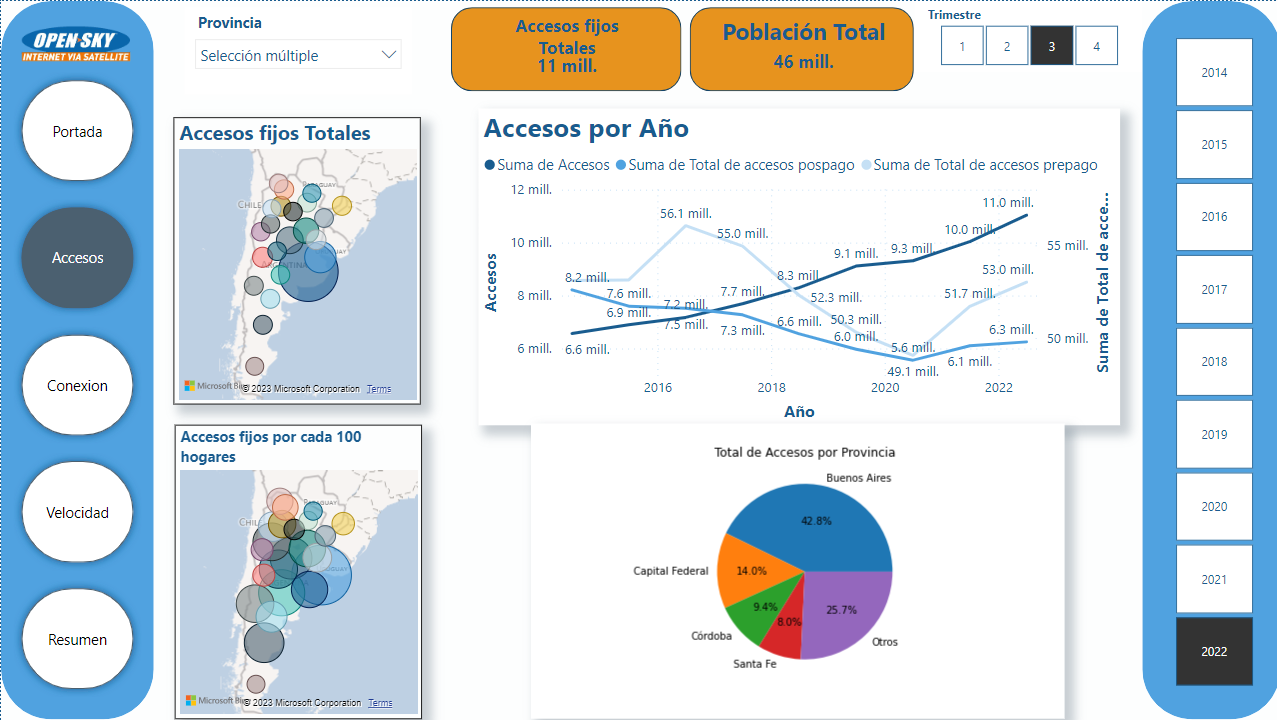 OPEN-SKY
INTERNET VIA SATELLITE
Portada
Accesos
Conexion
Velocidad
Resumen
Provincia
Selección múltiple
Accesos fijos
Totales
11 mill.
Población Total
46 mill.
Trimestre
1
2
3
4
Accesos fijos Totales
PARAGUAY
CHILE
URUGUAY
ARGENTINA
Microsoft Bing
© 2023 Microsoft Corporation
Terms
Accesos fijos por cada 100
hogares
PARAGUAY
CHIL
Microsoft Bi
© 2023 Microsoft Corporation
Terms
Accesos por Año
Suma de Accesos
Suma de Total de accesos pospago
Suma de Total de accesos prepago
12 mill.
10 mill.
8 mill.
6 mill.
Accesos
56.1 mill.
55.0 mill.
8.2 mill.
7.6 mill.
6.9 mill.
7.2 mill.
7.5 mill.
7.7 mill.
7.3 mill.
8.3 mill.
52.3 mill.
6.6 mill.
9.1 mill.
50.3 mill.
6.0 mill.
9.3 mill.
5.6 mill.
49.1 mill.
10.0 mill.
51.7 mill.
6.1 mill.
11.0 mill.
53.0 mill.
6.3 mill.
6.6 mill.
55 mill.
50 mill.
Suma de Total de acce...
2016
2018
2020
2022
Año
Total de Accesos por Provincia
Buenos Aires
42.8%
Capital Federal
14.0%
Córdoba
9.4%
Santa Fe
8.0%
Otros
25.7%
2014
2015
2016
2017
2018
2019
2020
2021
2022